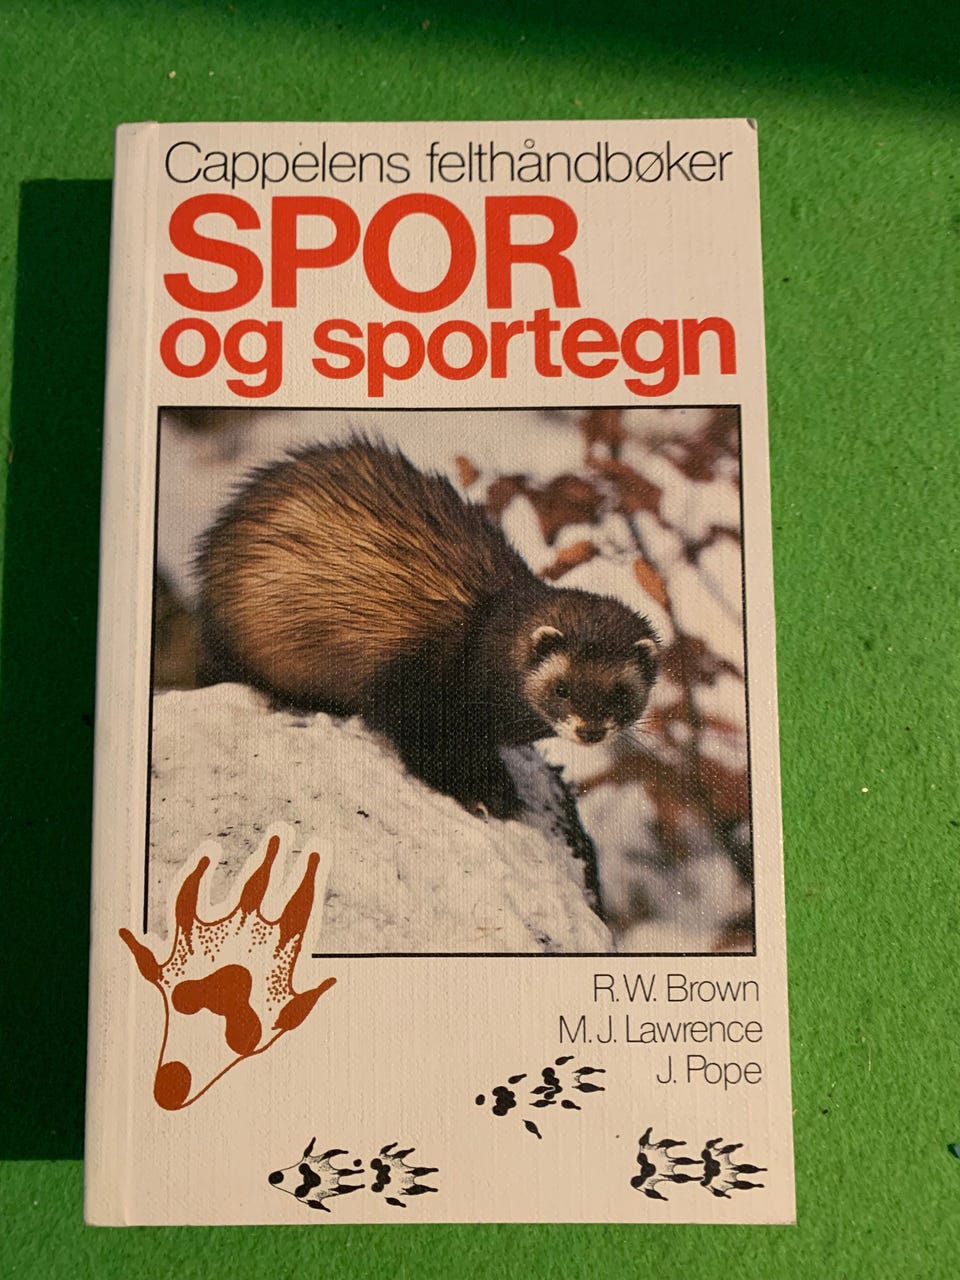 Cappelens felthåndbøker
SPOR
og sportegn
R.W. Brown
M.J. Lawrence
J. Pope